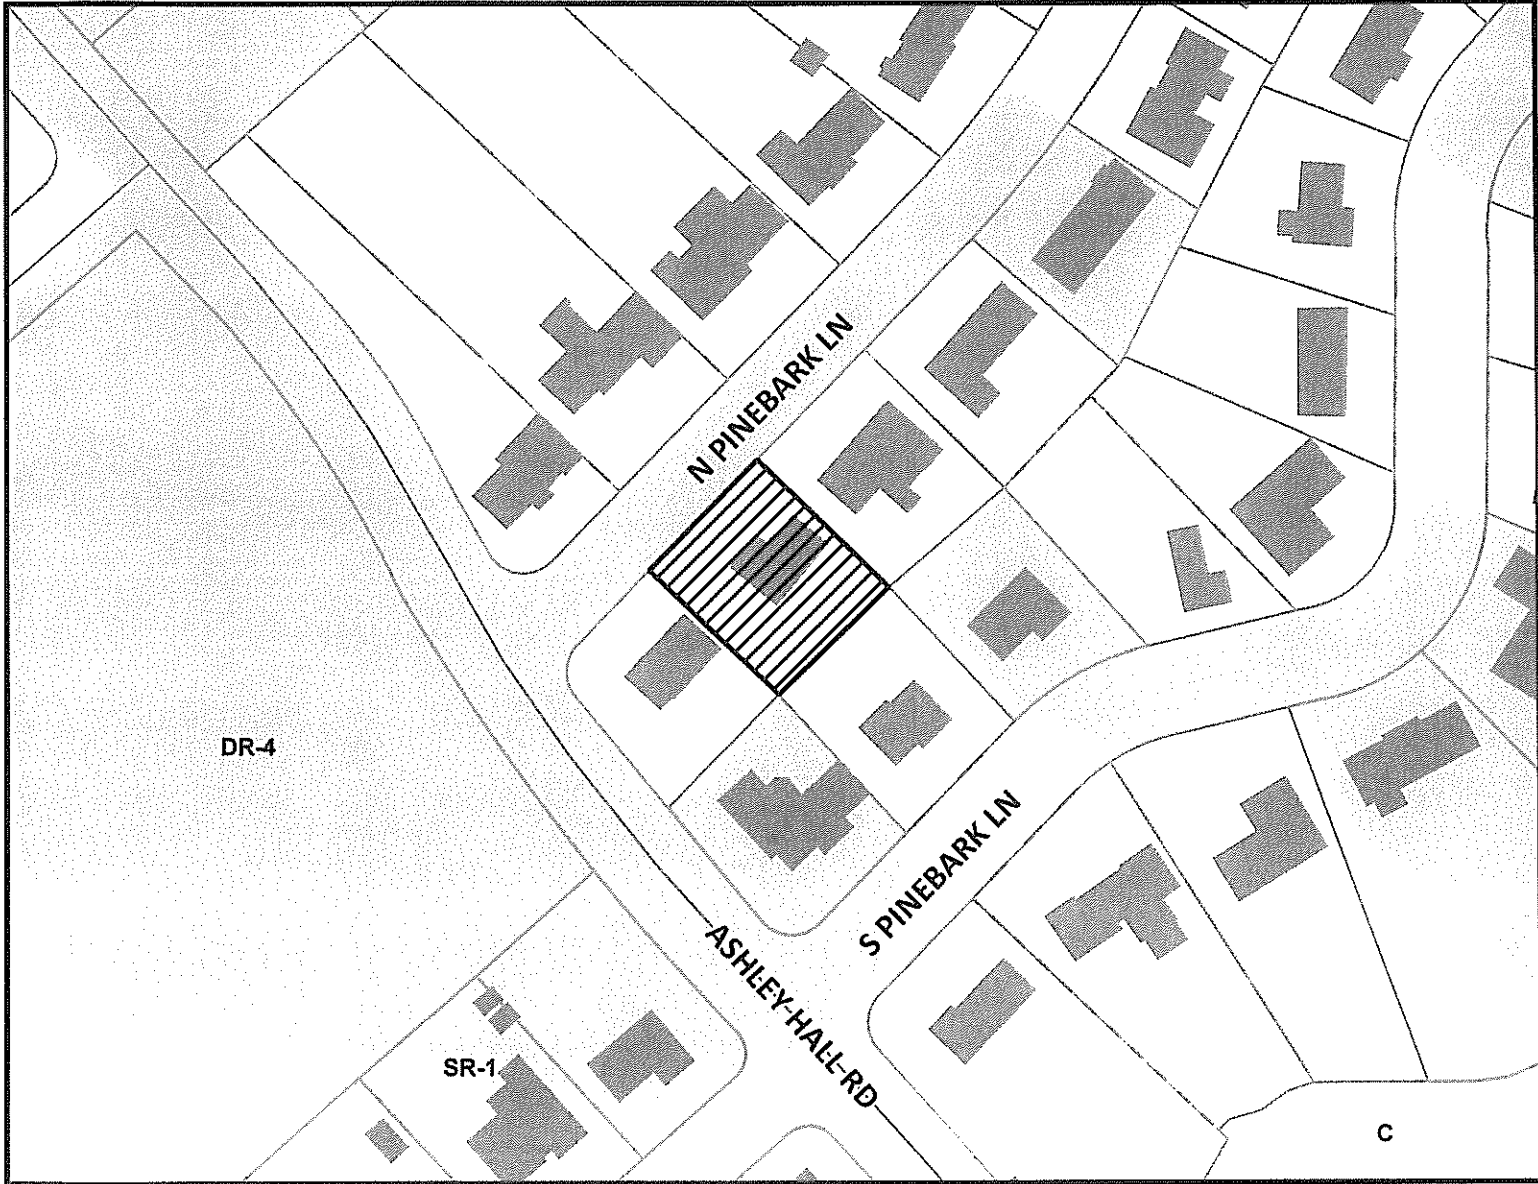 N PINEBARK LN
DR-4
S PINEBARK LN
ASHLEY-HALL-RD
SR-1
C